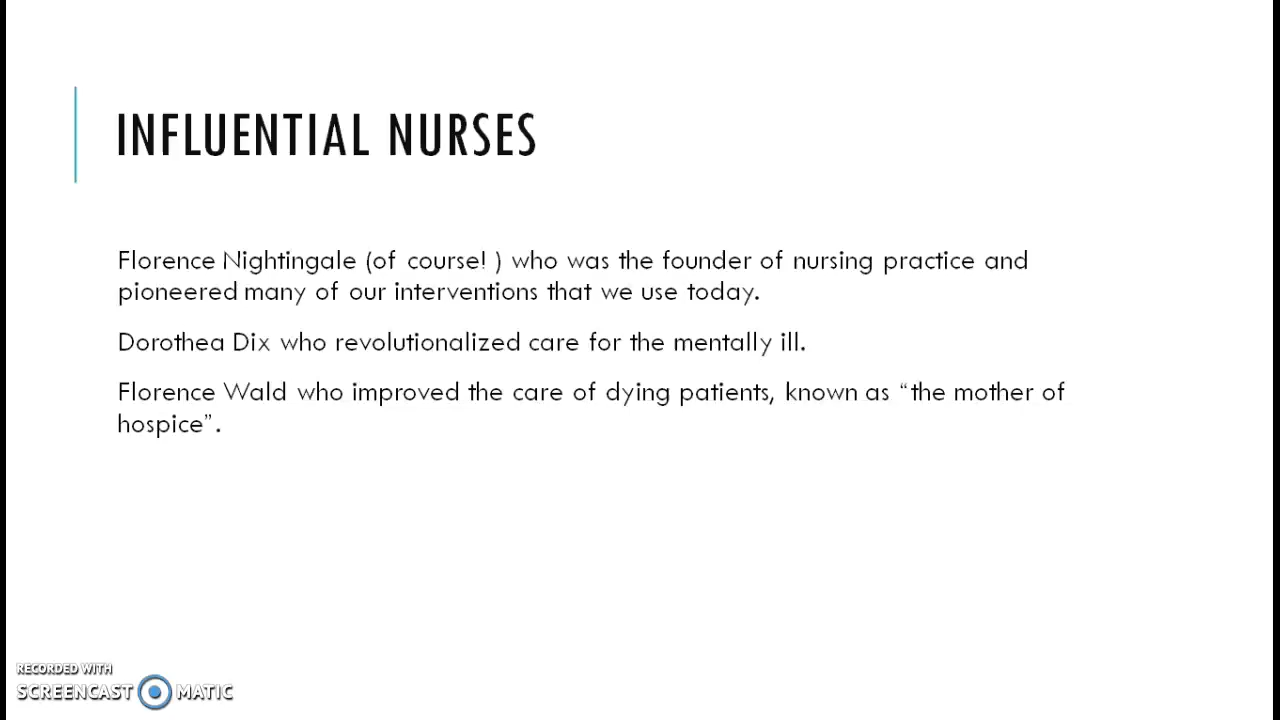 INFLUENTIAL NURSES
Florence Nightingale (of course! ) who was the founder of nursing practice and
pioneered many of our interventions that we use today.
Dorothea Dix who revolutionalized care for the mentally ill.
Florence Wald who improved the care of dying patients, known as “the mother of
hospice”.
RECORDED WITH
SCREENCAST MATIC